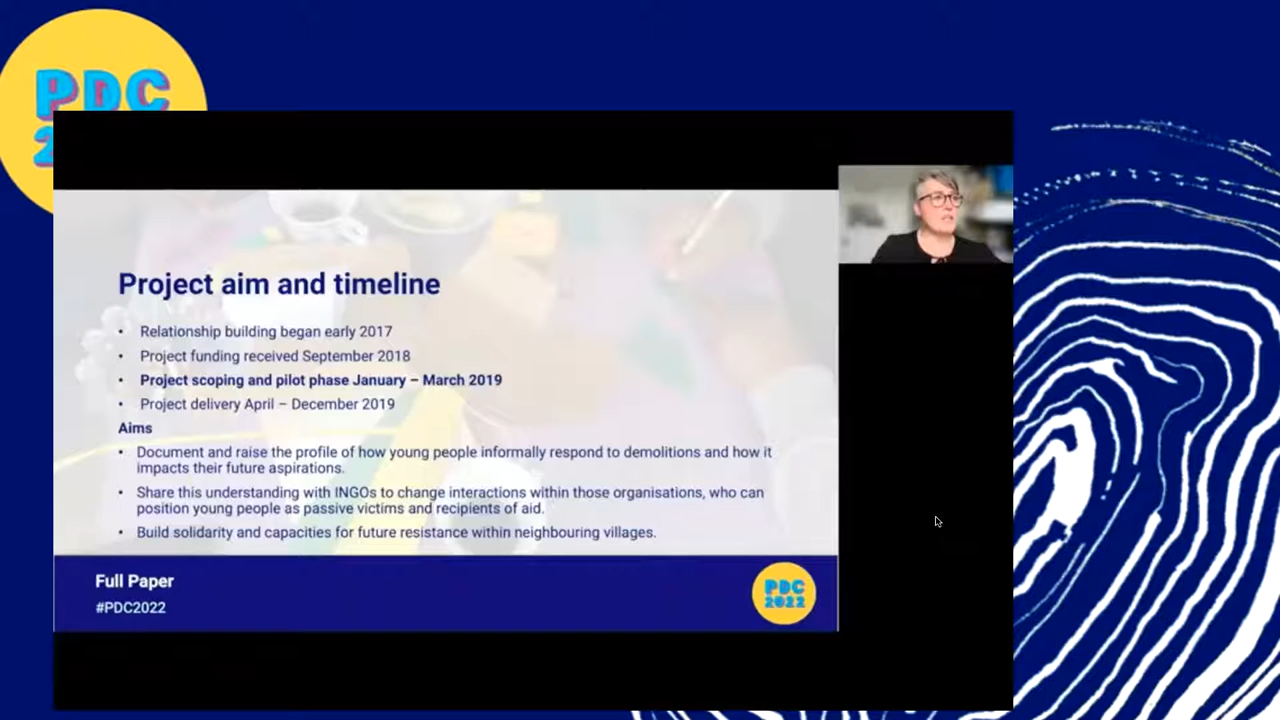 PDC
2
Project aim and timeline
• Relationship building began early 2017
• Project funding received September 2018
• Project scoping and pilot phase January – March 2019
• Project delivery April – December 2019
Aims
• Document and raise the profile of how young people informally respond to demolitions and how it
impacts their future aspirations.
• Share this understanding with INGOs to change interactions within those organisations, who can
position young people as passive victims and recipients of aid.
• Build solidarity and capacities for future resistance within neighbouring villages.
Full Paper
#PDC2022
PDC
2022